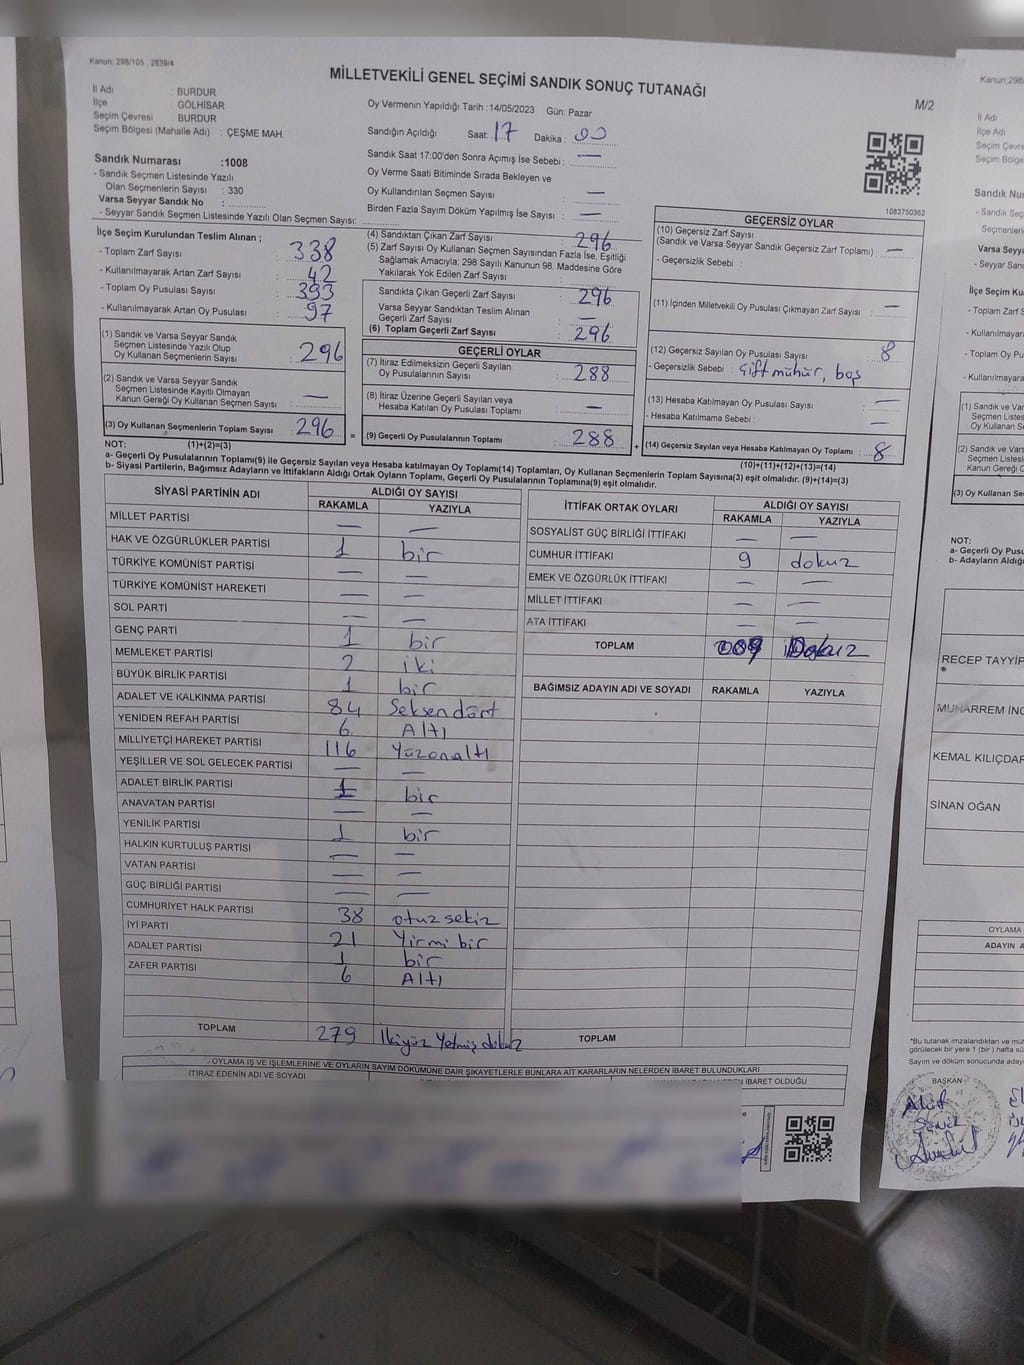 Kanun: 298/105 , 2839/4
MİLLETVEKİLİ GENEL SEÇİMİ SANDIK SONUÇ TUTANAĞI
M/2
İl Adı : BURDUR
İlçe : GÖLHİSAR
Seçim Çevresi : BURDUR
Seçim Bölgesi (Mahalle Adı) : ÇEŞME MAH.
Oy Vermenin Yapıldığı Tarih : 14/05/2023 Gün: Pazar
Sandığın Açıldığı Saat: 17 Dakika : 00
Sandık Saat 17:00'den Sonra Açımış İse Sebebi : —
Oy Verme Saati Bitiminde Sırada Bekleyen ve
Oy Kullandırılan Seçmen Sayısı —
Birden Fazla Sayım Döküm Yapılmış İse Sayısı : —
Sandık Numarası :1008
- Sandık Seçmen Listesinde Yazılı
Olan Seçmenlerin Sayısı : 330
Varsa Seyyar Sandık No :
- Seyyar Sandık Seçmen Listesinde Yazılı Olan Seçmen Sayısı:
1083750362
İlçe Seçim Kurulundan Teslim Alınan ;
- Toplam Zarf Sayısı : 338
- Kullanılmayarak Artan Zarf Sayısı : 42
- Toplam Oy Pusulası Sayısı : 393
- Kullanılmayarak Artan Oy Pusulası : 97
(1) Sandık ve Varsa Seyyar Sandık
Seçmen Listesinde Yazılı Olup
Oy Kullanan Seçmenlerin Sayısı : 296
(2) Sandık ve Varsa Seyyar Sandık
Seçmen Listesinde Kayıtlı Olmayan
Kanun Gereği Oy Kullanan Seçmen Sayısı : —
(3) Oy Kullanan Seçmenlerin Toplam Sayısı : 296
(4) Sandıktan Çıkan Zarf Sayısı : 296
(5) Zarf Sayısı Oy Kullanan Seçmen Sayısından Fazla İse, Eşitliği
Sağlamak Amacıyla; 298 Sayılı Kanunun 98. Maddesine Göre
Yakılarak Yok Edilen Zarf Sayısı
Sandıkta Çıkan Geçerli Zarf Sayısı : 296
Varsa Seyyar Sandıktan Teslim Alınan
Geçerli Zarf Sayısı : —
(6) Toplam Geçerli Zarf Sayısı : 296
GEÇERLİ OYLAR
(7) İtiraz Edilmeksizin Geçerli Sayılan
Oy Pusulalarının Sayısı : 288
(8) İtiraz Üzerine Geçerli Sayılan veya
Hesaba Katılan Oy Pusulası Toplamı : —
= (9) Geçerli Oy Pusulalarının Toplamı : 288
GEÇERSİZ OYLAR
(10) Geçersiz Zarf Sayısı
(Sandık ve Varsa Seyyar Sandık Geçersiz Zarf Toplamı) : —
- Geçersizlik Sebebi :
(11) İçinden Milletvekili Oy Pusulası Çıkmayan Zarf Sayısı : —
(12) Geçersiz Sayılan Oy Pusulası Sayısı : 8
- Geçersizlik Sebebi : Çift mühür, boş
(13) Hesaba Katılmayan Oy Pusulası Sayısı : —
- Hesaba Katılmama Sebebi : —
+ (14) Geçersiz Sayılan veya Hesaba Katılmayan Oy Toplamı : 8
NOT: (1)+(2)=(3)
(10)+(11)+(12)+(13)=(14)
a- Geçerli Oy Pusulalarının Toplamı(9) ile Geçersiz Sayılan veya Hesaba katılmayan Oy Toplamı(14) Toplamları, Oy Kullanan Seçmenlerin Toplam Sayısına(3) eşit olmalıdır. (9)+(14)=(3)
b- Siyasi Partilerin, Bağımsız Adayların ve İttifakların Aldığı Ortak Oyların Toplamı, Geçerli Oy Pusulalarının Toplamına(9) eşit olmalıdır.
SİYASİ PARTİNİN ADI ALDIĞI OY SAYISI
RAKAMLA YAZIYLA
MİLLET PARTİSİ — —
HAK VE ÖZGÜRLÜKLER PARTİSİ 1 bir
TÜRKİYE KOMÜNİST PARTİSİ — —
TÜRKİYE KOMÜNİST HAREKETİ — —
SOL PARTİ — —
GENÇ PARTİ 1 bir
MEMLEKET PARTİSİ 2 iki
BÜYÜK BİRLİK PARTİSİ 1 bir
ADALET VE KALKINMA PARTİSİ 84 Seksendört
YENİDEN REFAH PARTİSİ 6 Altı
MİLLİYETÇİ HAREKET PARTİSİ 116 Yüzonaltı
YEŞİLLER VE SOL GELECEK PARTİSİ — —
ADALET BİRLİK PARTİSİ 1 bir
ANAVATAN PARTİSİ — —
YENİLİK PARTİSİ 1 bir
HALKIN KURTULUŞ PARTİSİ — —
VATAN PARTİSİ — —
GÜÇ BİRLİĞİ PARTİSİ — —
CUMHURİYET HALK PARTİSİ 38 otuz sekiz
İYİ PARTİ 21 Yirmi bir
ADALET PARTİSİ 1 bir
ZAFER PARTİSİ 6 Altı
TOPLAM 279 İkiyüz Yetmiş dokuz
İTTİFAK ORTAK OYLARI ALDIĞI OY SAYISI
RAKAMLA YAZIYLA
SOSYALİST GÜÇ BİRLİĞİ İTTİFAKI — —
CUMHUR İTTİFAKI 9 dokuz
EMEK VE ÖZGÜRLÜK İTTİFAKI — —
MİLLET İTTİFAKI — —
ATA İTTİFAKI — —
TOPLAM 009 Dokuz
BAĞIMSIZ ADAYIN ADI VE SOYADI RAKAMLA YAZIYLA
TOPLAM
OYLAMA İŞ VE İŞLEMLERİNE VE OYLARIN SAYIM DÖKÜMÜNE DAİR ŞİKAYETLERLE BUNLARA AİT KARARLARIN NELERDEN İBARET BULUNDUKLARI
İTİRAZ EDENİN ADI VE SOYADI
İBARET OLDUĞU
Kanun:298
İl Adı
İlçe Adı
Seçim Çevre
Seçim Bölgesi
Sandık Nu
- Sandık Seç
Seçmenleri
Varsa Seyy
- Seyyar San
İlçe Seçim Ku
- Toplam Zarf S
- Kullanılmayara
- Toplam Oy Pu
- Kullanılmayara
(1) Sandık ve Vars
Seçmen Listes
Oy Kullanan S
(2) Sandık ve Vars
Seçmen Listesi
(3) Oy Kullanan Se
NOT:
a- Geçerli Oy Pusu
b- Adayların Aldığı
RECEP TAYYİP
MUHARREM İNC
KEMAL KILIÇDAR
SİNAN OĞAN
OYLAMA
ADAYIN A
*Bu tutanak imzalandıktan ve müh
görülecek bir yere 1 (bir ) hafta sü
Sayım ve döküm sonucunda aday
BAŞKAN